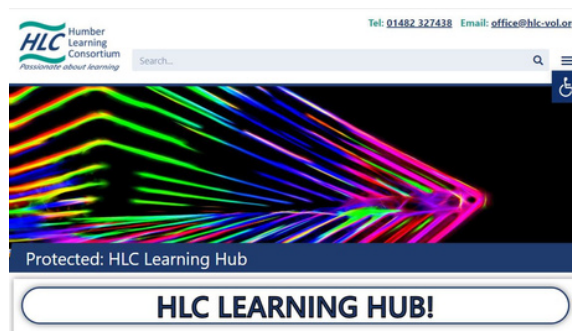 Tel: 01482 327438 Email: office@hlc-vol.or
HLC
Humber
Learning
Consortium
Passionate about learning
Search...
Protected: HLC Learning Hub
HLC LEARNING HUB!